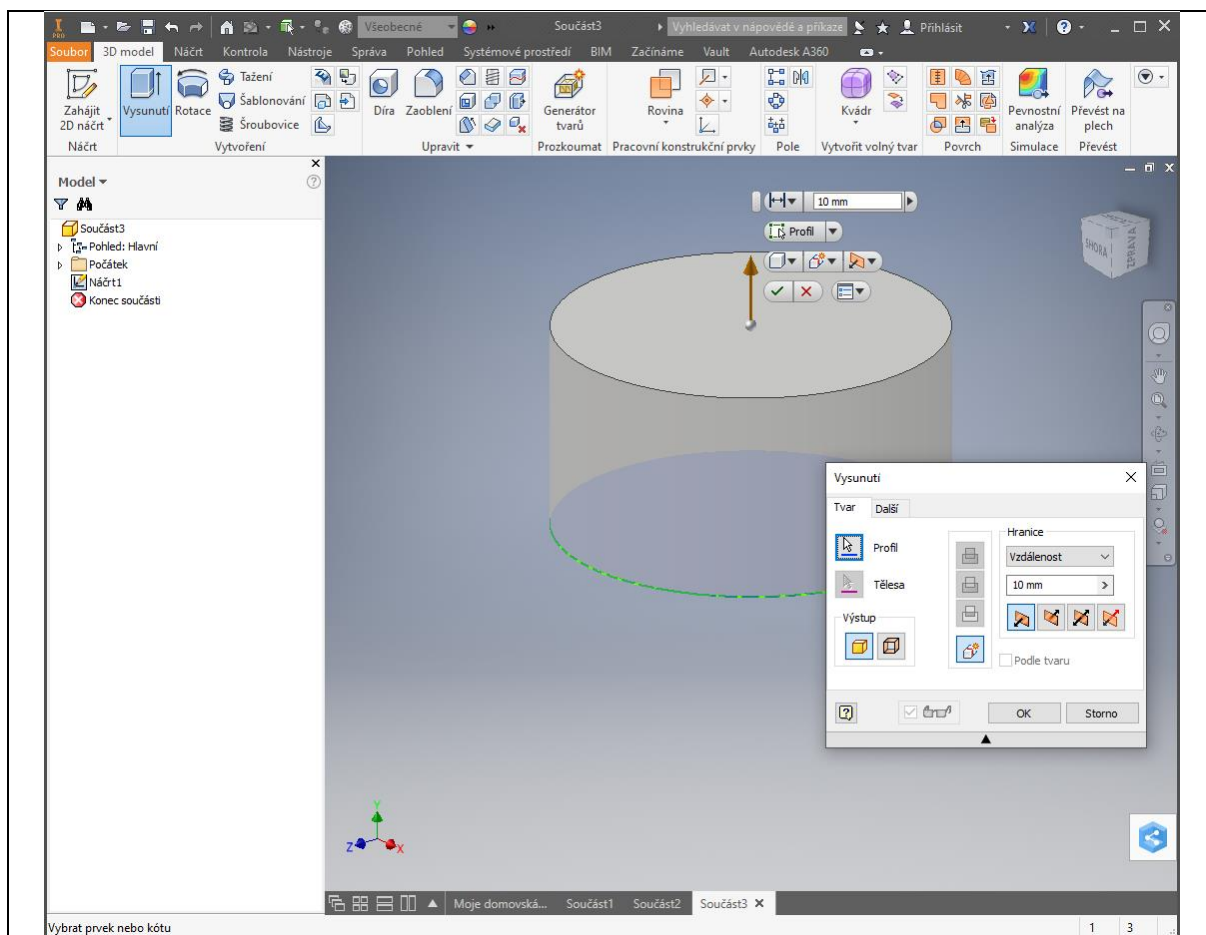 PRO Všeobecné Součást3 Vyhledávat v nápovědě a příkaze Přihlásit
Soubor 3D model Náčrt Kontrola Nástroje Správa Pohled Systémové prostředí BIM Začínáme Vault Autodesk A360
Zahájit 2D náčrt
Vysunutí
Rotace
Tažení
Šablonování
Šroubovice
Díra
Zaoblení
Generátor tvarů
Rovina
Kvádr
Pevnostní analýza
Převést na plech
Náčrt Vytvoření Upravit Prozkoumat Pracovní konstrukční prvky Pole Vytvořit volný tvar Povrch Simulace Převést
Model
Součást3
Pohled: Hlavní
Počátek
Náčrt1
Konec součásti
10 mm
Profil
SHORA
ZPRAVA
Vysunutí
Tvar Další
Profil
Tělesa
Výstup
Hranice
Vzdálenost
10 mm
Podle tvaru
OK Storno
Y
Z
X
Moje domovská... Součást1 Součást2 Součást3
Vybrat prvek nebo kótu 1 3